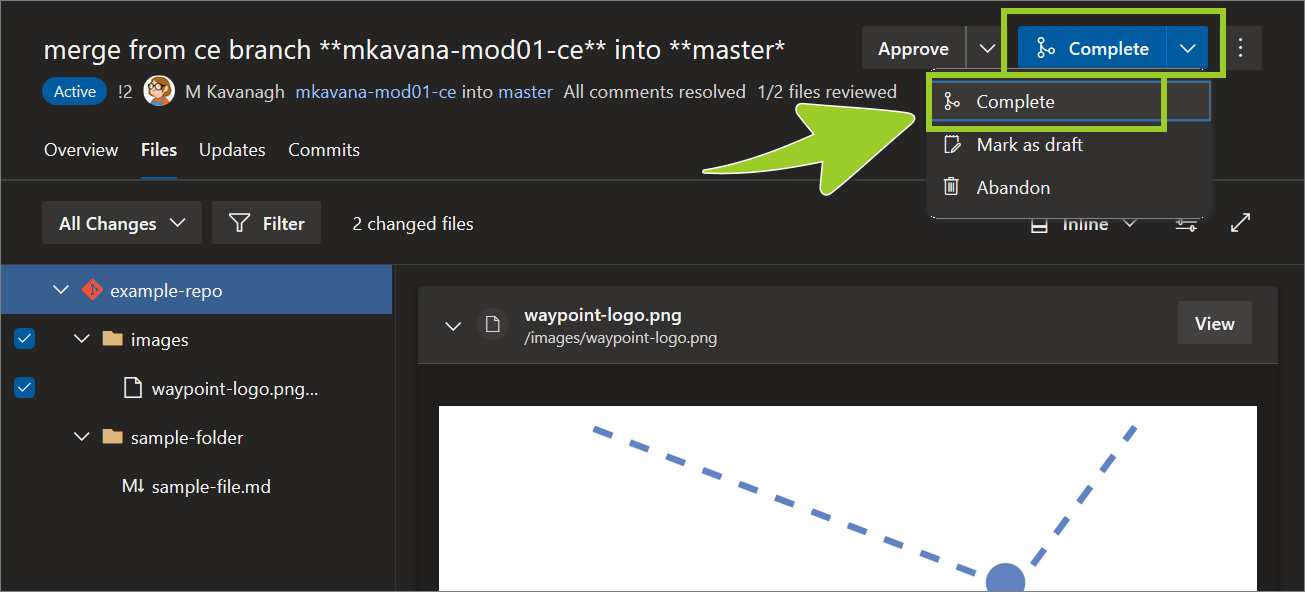 merge from ce branch **mkavana-mod01-ce** into **master*
Approve
Complete
Active !2 M Kavanagh mkavana-mod01-ce into master All comments resolved 1/2 files reviewed
Complete
Mark as draft
Abandon
Overview Files Updates Commits
All Changes Filter 2 changed files Inline
example-repo
images
waypoint-logo.png...
sample-folder
M↓ sample-file.md
waypoint-logo.png
/images/waypoint-logo.png
View